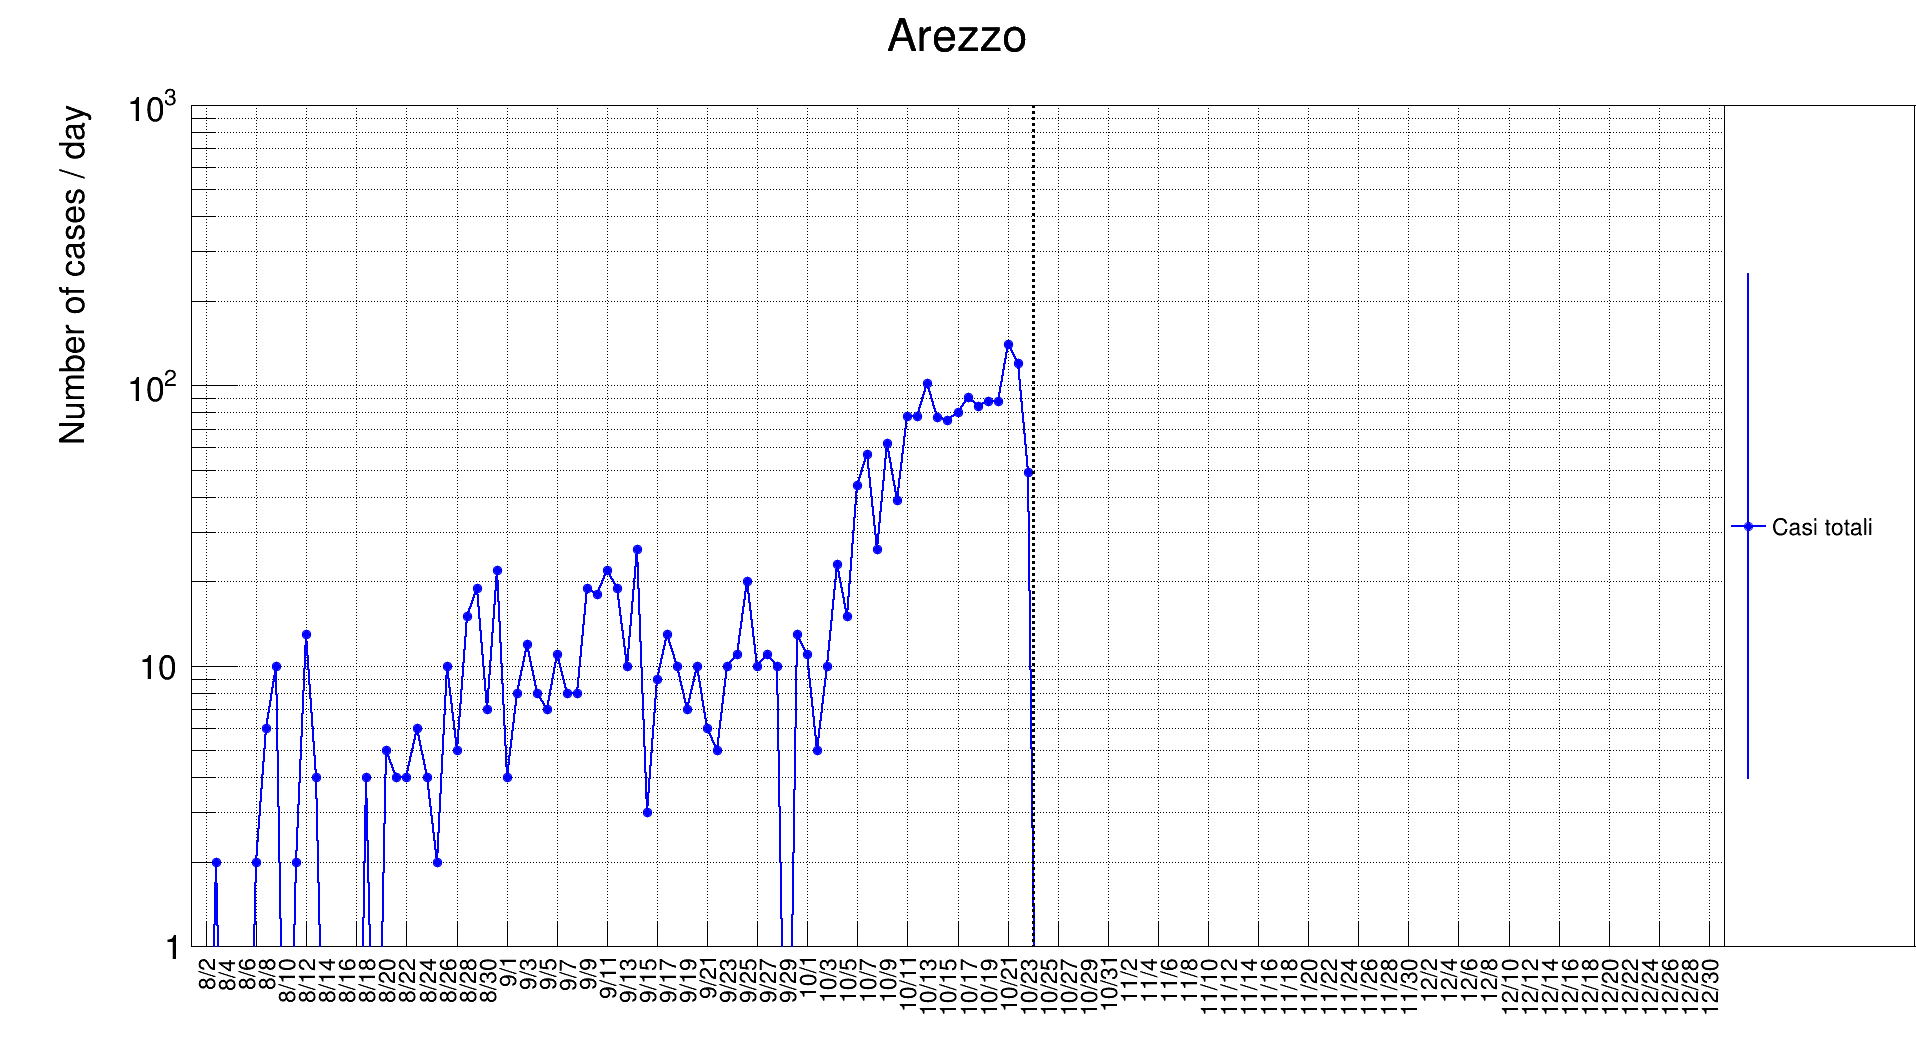 Arezzo
Number of cases / day
10³
10²
10
1
8/2 8/4 8/6 8/8 8/10 8/12 8/14 8/16 8/18 8/20 8/22 8/24 8/26 8/28 8/30 9/1 9/3 9/5 9/7 9/9 9/11 9/13 9/15 9/17 9/19 9/21 9/23 9/25 9/27 9/29 10/1 10/3 10/5 10/7 10/9 10/11 10/13 10/15 10/17 10/19 10/21 10/23 10/25 10/27 10/29 10/31 11/2 11/4 11/6 11/8 11/10 11/12 11/14 11/16 11/18 11/20 11/22 11/24 11/26 11/28 11/30 12/2 12/4 12/6 12/8 12/10 12/12 12/14 12/16 12/18 12/20 12/22 12/24 12/26 12/28 12/30
Casi totali